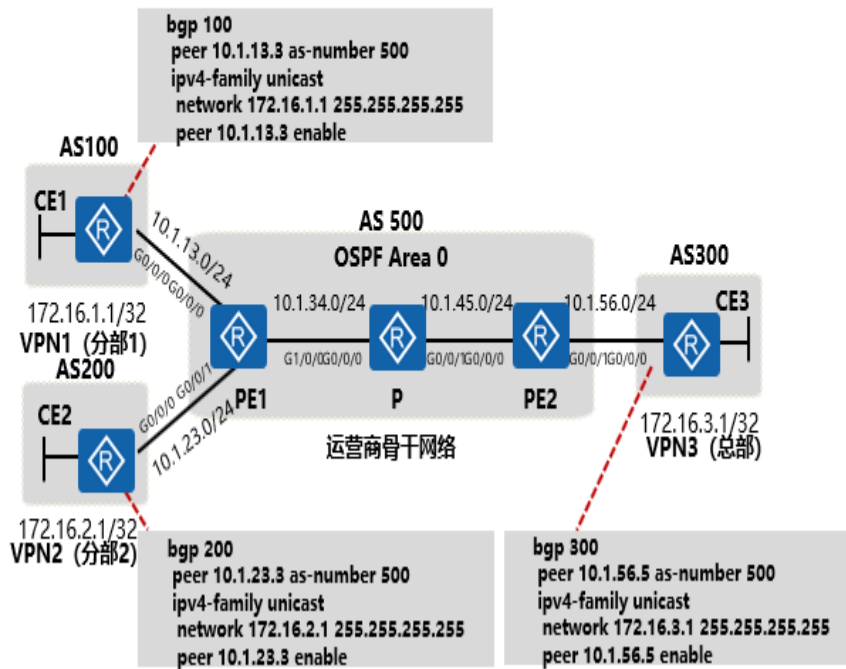 bgp 100
peer 10.1.13.3 as-number 500
ipv4-family unicast
network 172.16.1.1 255.255.255.255
peer 10.1.13.3 enable
AS100
CE1
R
10.1.13.0/24
G0/0/0
G0/0/0
172.16.1.1/32
VPN1（分部1）
AS 500
OSPF Area 0
10.1.34.0/24
10.1.45.0/24
10.1.56.0/24
AS300
CE3
R
R
R
R
G1/0/0
G0/0/0
G0/0/1
G0/0/0
G0/0/1
G0/0/0
PE1
P
PE2
运营商骨干网络
172.16.3.1/32
VPN3（总部）
AS200
CE2
R
G0/0/0
G0/0/1
10.1.23.0/24
172.16.2.1/32
VPN2（分部2）
bgp 200
peer 10.1.23.3 as-number 500
ipv4-family unicast
network 172.16.2.1 255.255.255.255
peer 10.1.23.3 enable
bgp 300
peer 10.1.56.5 as-number 500
ipv4-family unicast
network 172.16.3.1 255.255.255.255
peer 10.1.56.5 enable